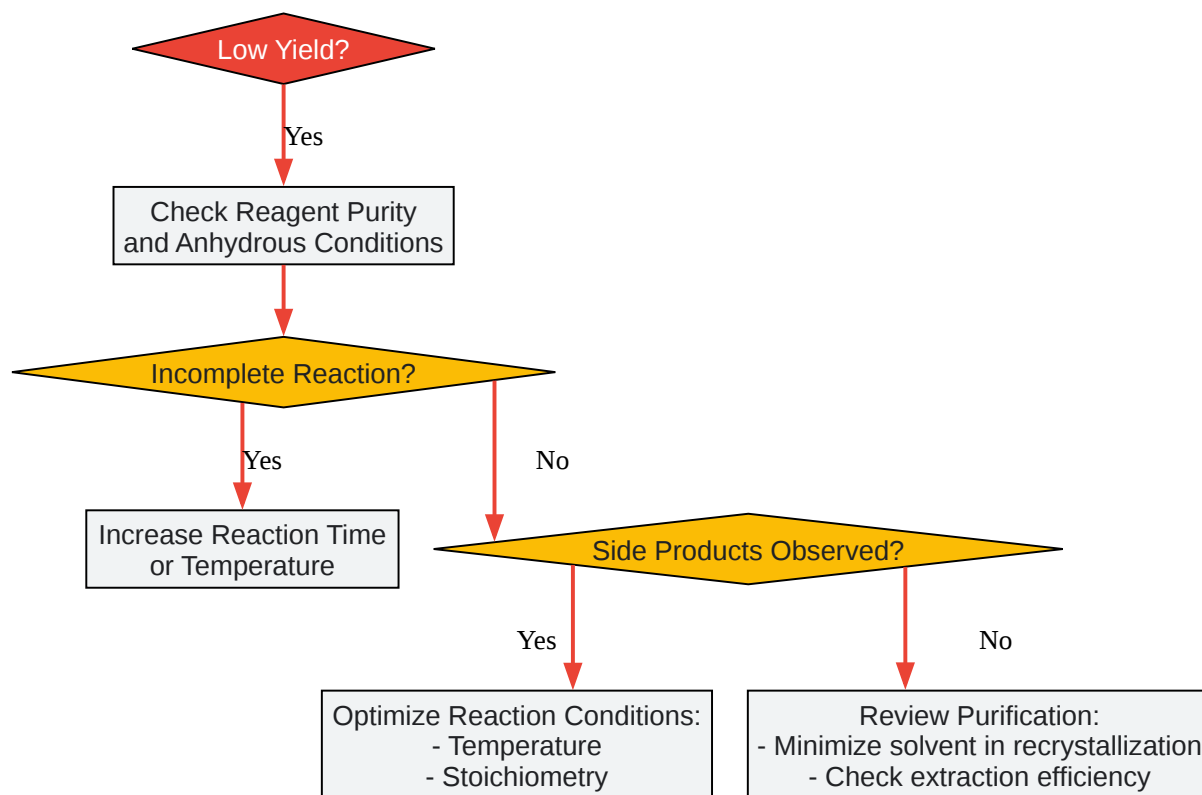 Low Yield?
Yes
Check Reagent Purity
and Anhydrous Conditions
Incomplete Reaction?
Yes
No
Increase Reaction Time
or Temperature
Side Products Observed?
Yes
No
Optimize Reaction Conditions:
- Temperature
- Stoichiometry
Review Purification:
- Minimize solvent in recrystallization
- Check extraction efficiency